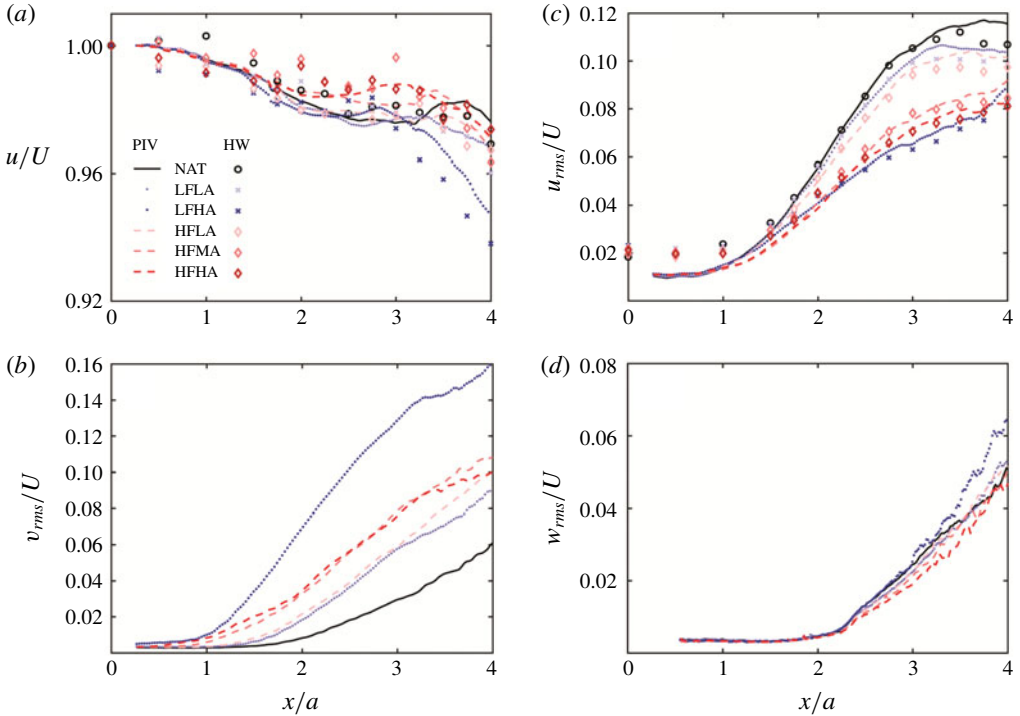 (a)
1.00
u/U
0.96
0.92
0 1 2 3 4
PIV HW
NAT
LFLA
LFHA
HFLA
HFMA
HFHA
(c)
0.12
0.10
0.08
u_rms/U
0.06
0.04
0.02
0 1 2 3 4
(b)
0.16
0.14
0.12
0.10
v_rms/U
0.08
0.06
0.04
0.02
0 1 2 3 4
x/a
(d)
0.08
0.06
w_rms/U
0.04
0.02
0 1 2 3 4
x/a